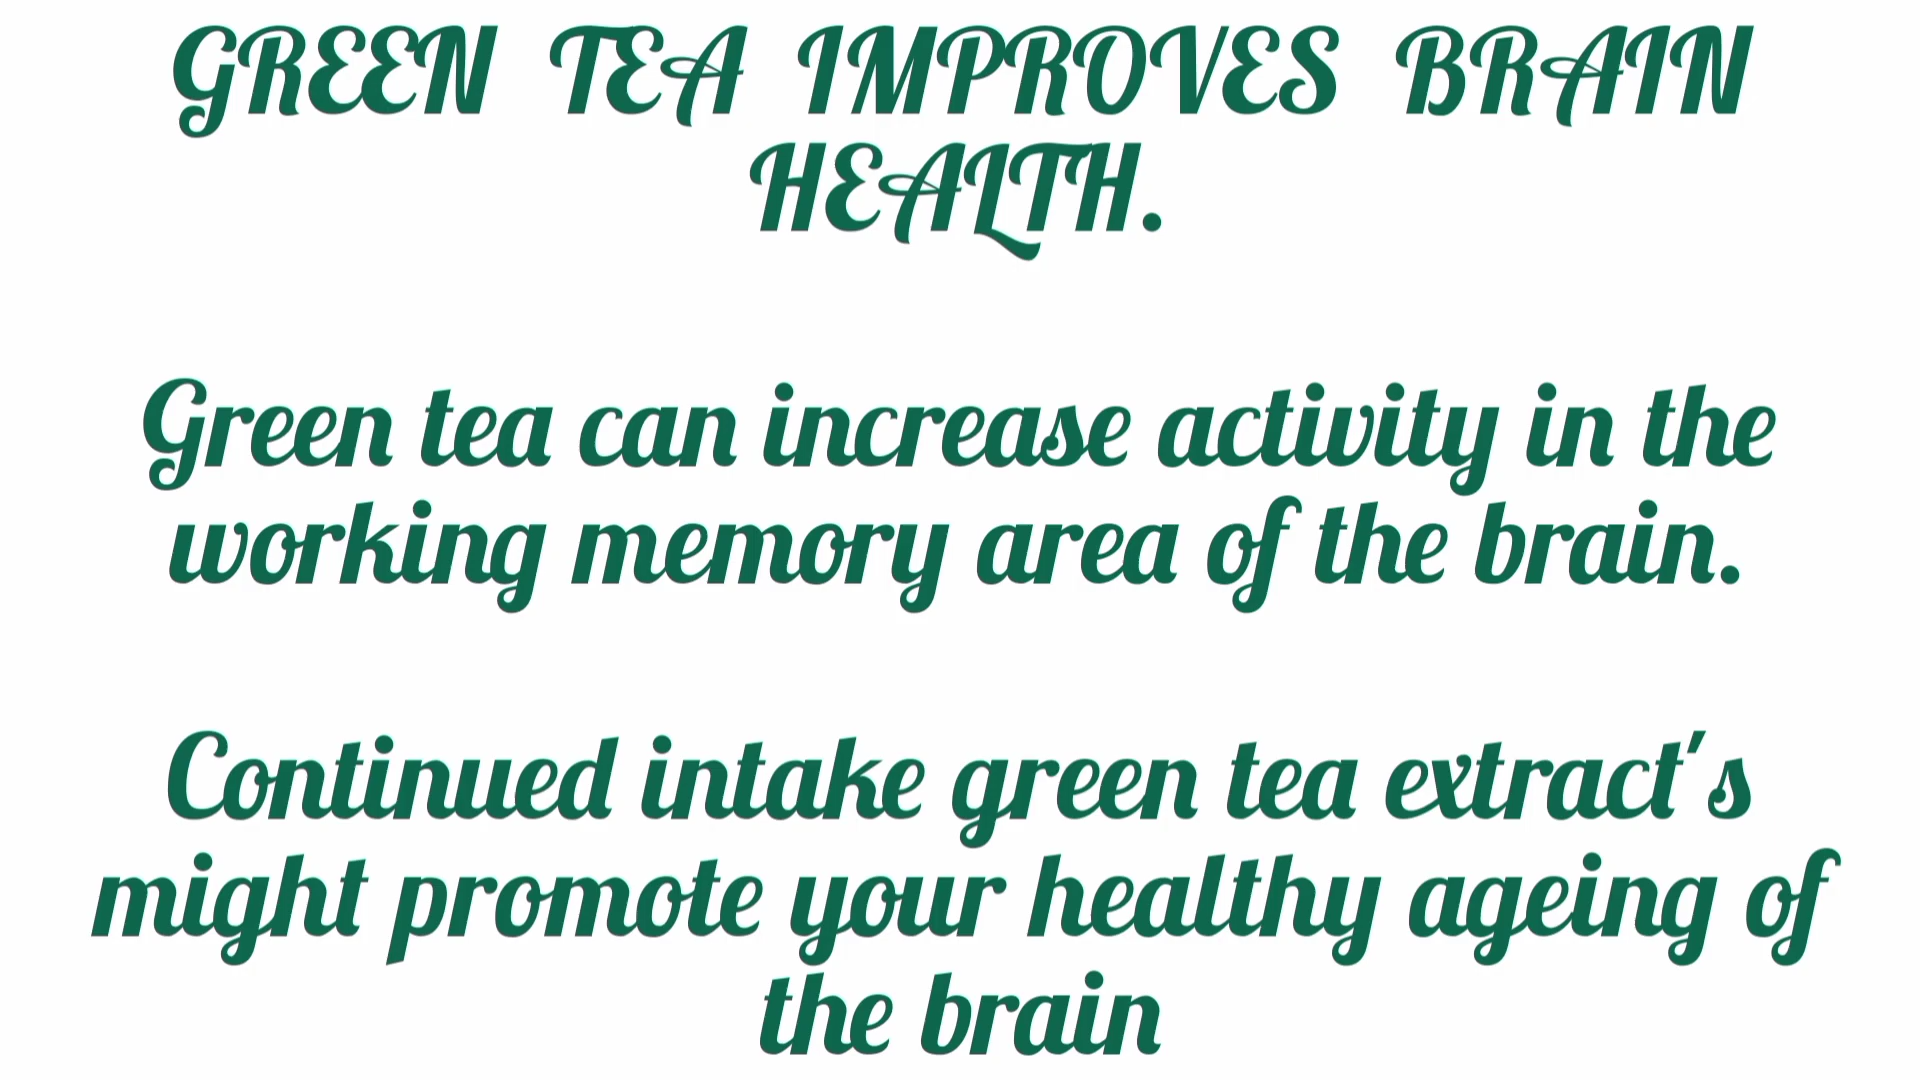 GREEN TEA IMPROVES BRAIN
HEALTH.
Green tea can increase activity in the
working memory area of the brain.
Continued intake green tea extract's
might promote your healthy ageing of
the brain